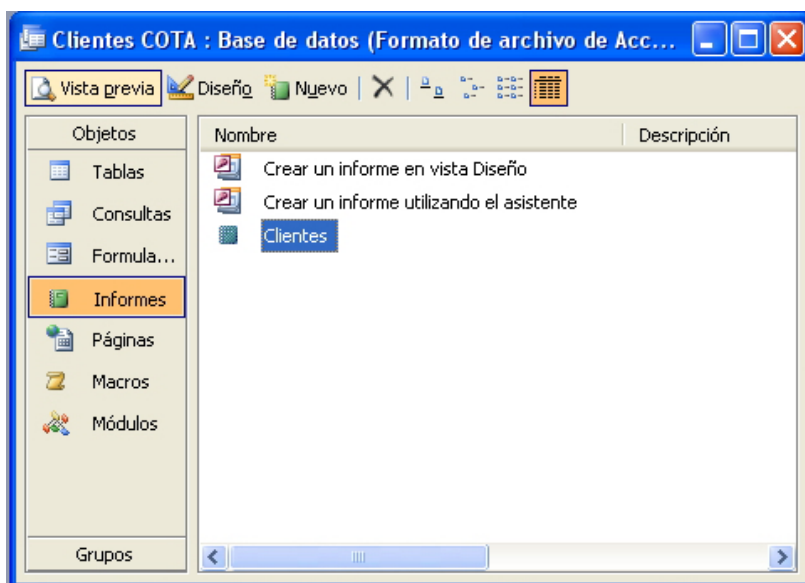 Clientes COTA : Base de datos (Formato de archivo de Acc...
Vista previa Diseño Nuevo
Objetos
Tablas
Consultas
Formula...
Informes
Páginas
Macros
Módulos
Grupos
Nombre Descripción
Crear un informe en vista Diseño
Crear un informe utilizando el asistente
Clientes